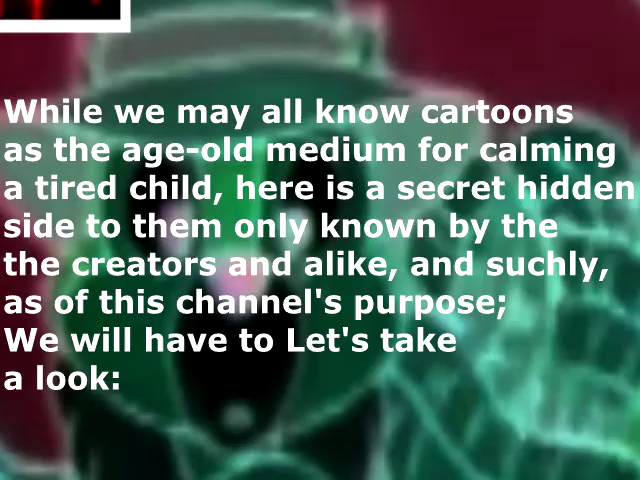 While we may all know cartoons
as the age-old medium for calming
a tired child, here is a secret hidden
side to them only known by the
the creators and alike, and suchly,
as of this channel's purpose;
We will have to Let's take
a look: